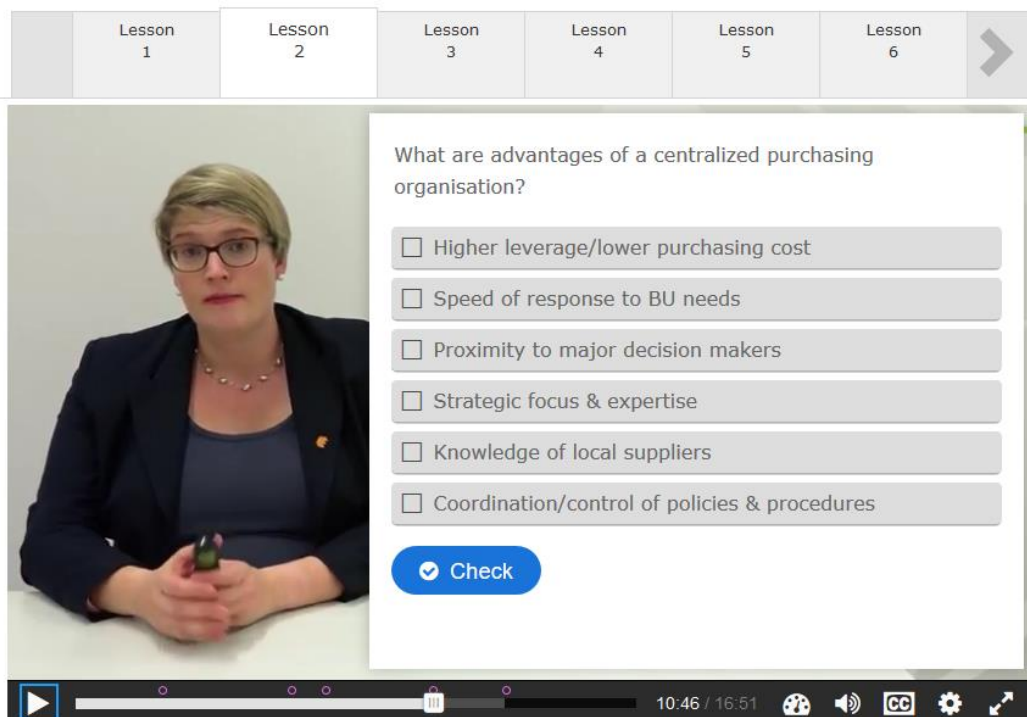 Lesson
1
Lesson
2
Lesson
3
Lesson
4
Lesson
5
Lesson
6
What are advantages of a centralized purchasing
organisation?
Higher leverage/lower purchasing cost
Speed of response to BU needs
Proximity to major decision makers
Strategic focus & expertise
Knowledge of local suppliers
Coordination/control of policies & procedures
Check
10:46 / 16:51
CC